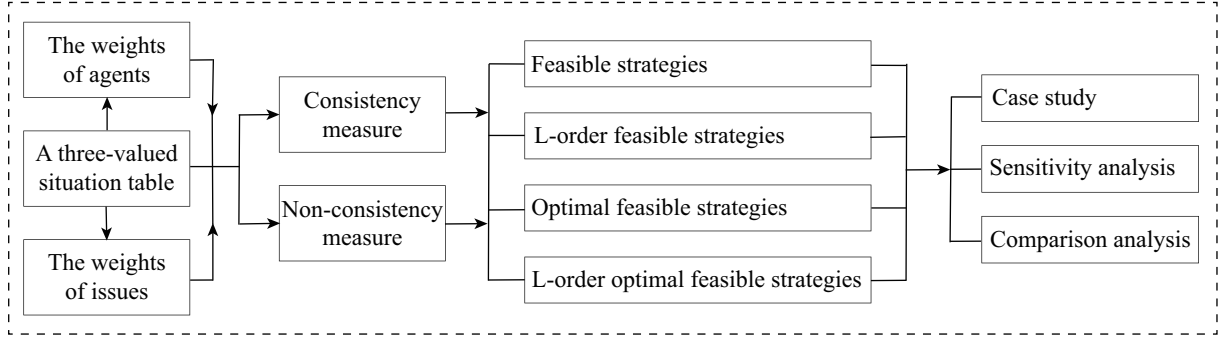 The weights
of agents
A three-valued
situation table
The weights
of issues
Consistency
measure
Non-consistency
measure
Feasible strategies
L-order feasible strategies
Optimal feasible strategies
L-order optimal feasible strategies
Case study
Sensitivity analysis
Comparison analysis